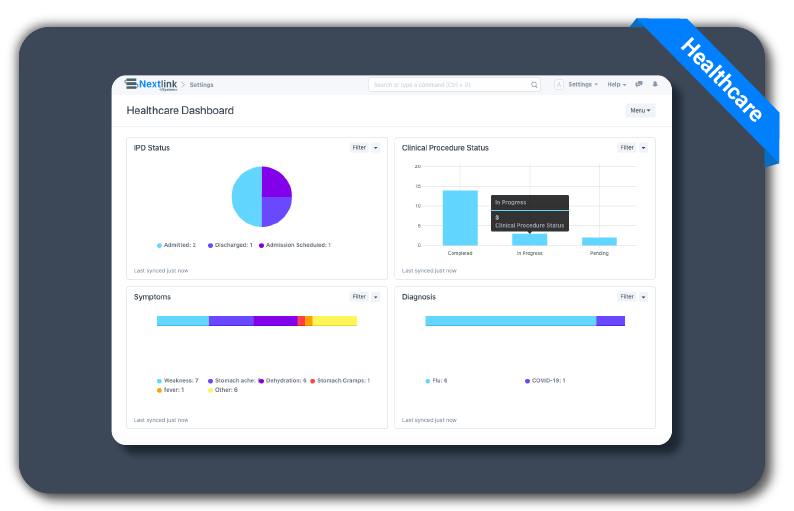 Healthcare
Nextlink
Systems
Settings
Search or type a command (Ctrl + G)
A
Settings
Help
Healthcare Dashboard
Menu
IPD Status
Filter
Admitted: 2
Discharged: 1
Admission Scheduled: 1
Last synced just now
Clinical Procedure Status
Filter
20
15
10
5
0
In Progress
3
Clinical Procedure Status
Completed
In Progress
Pending
Last synced just now
Symptoms
Filter
Weakness: 7
Stomach ache:
Dehydration: 6
Stomach Cramps: 1
fever: 1
Other: 6
Last synced just now
Diagnosis
Filter
Flu: 6
COVID-19: 1
Last synced just now